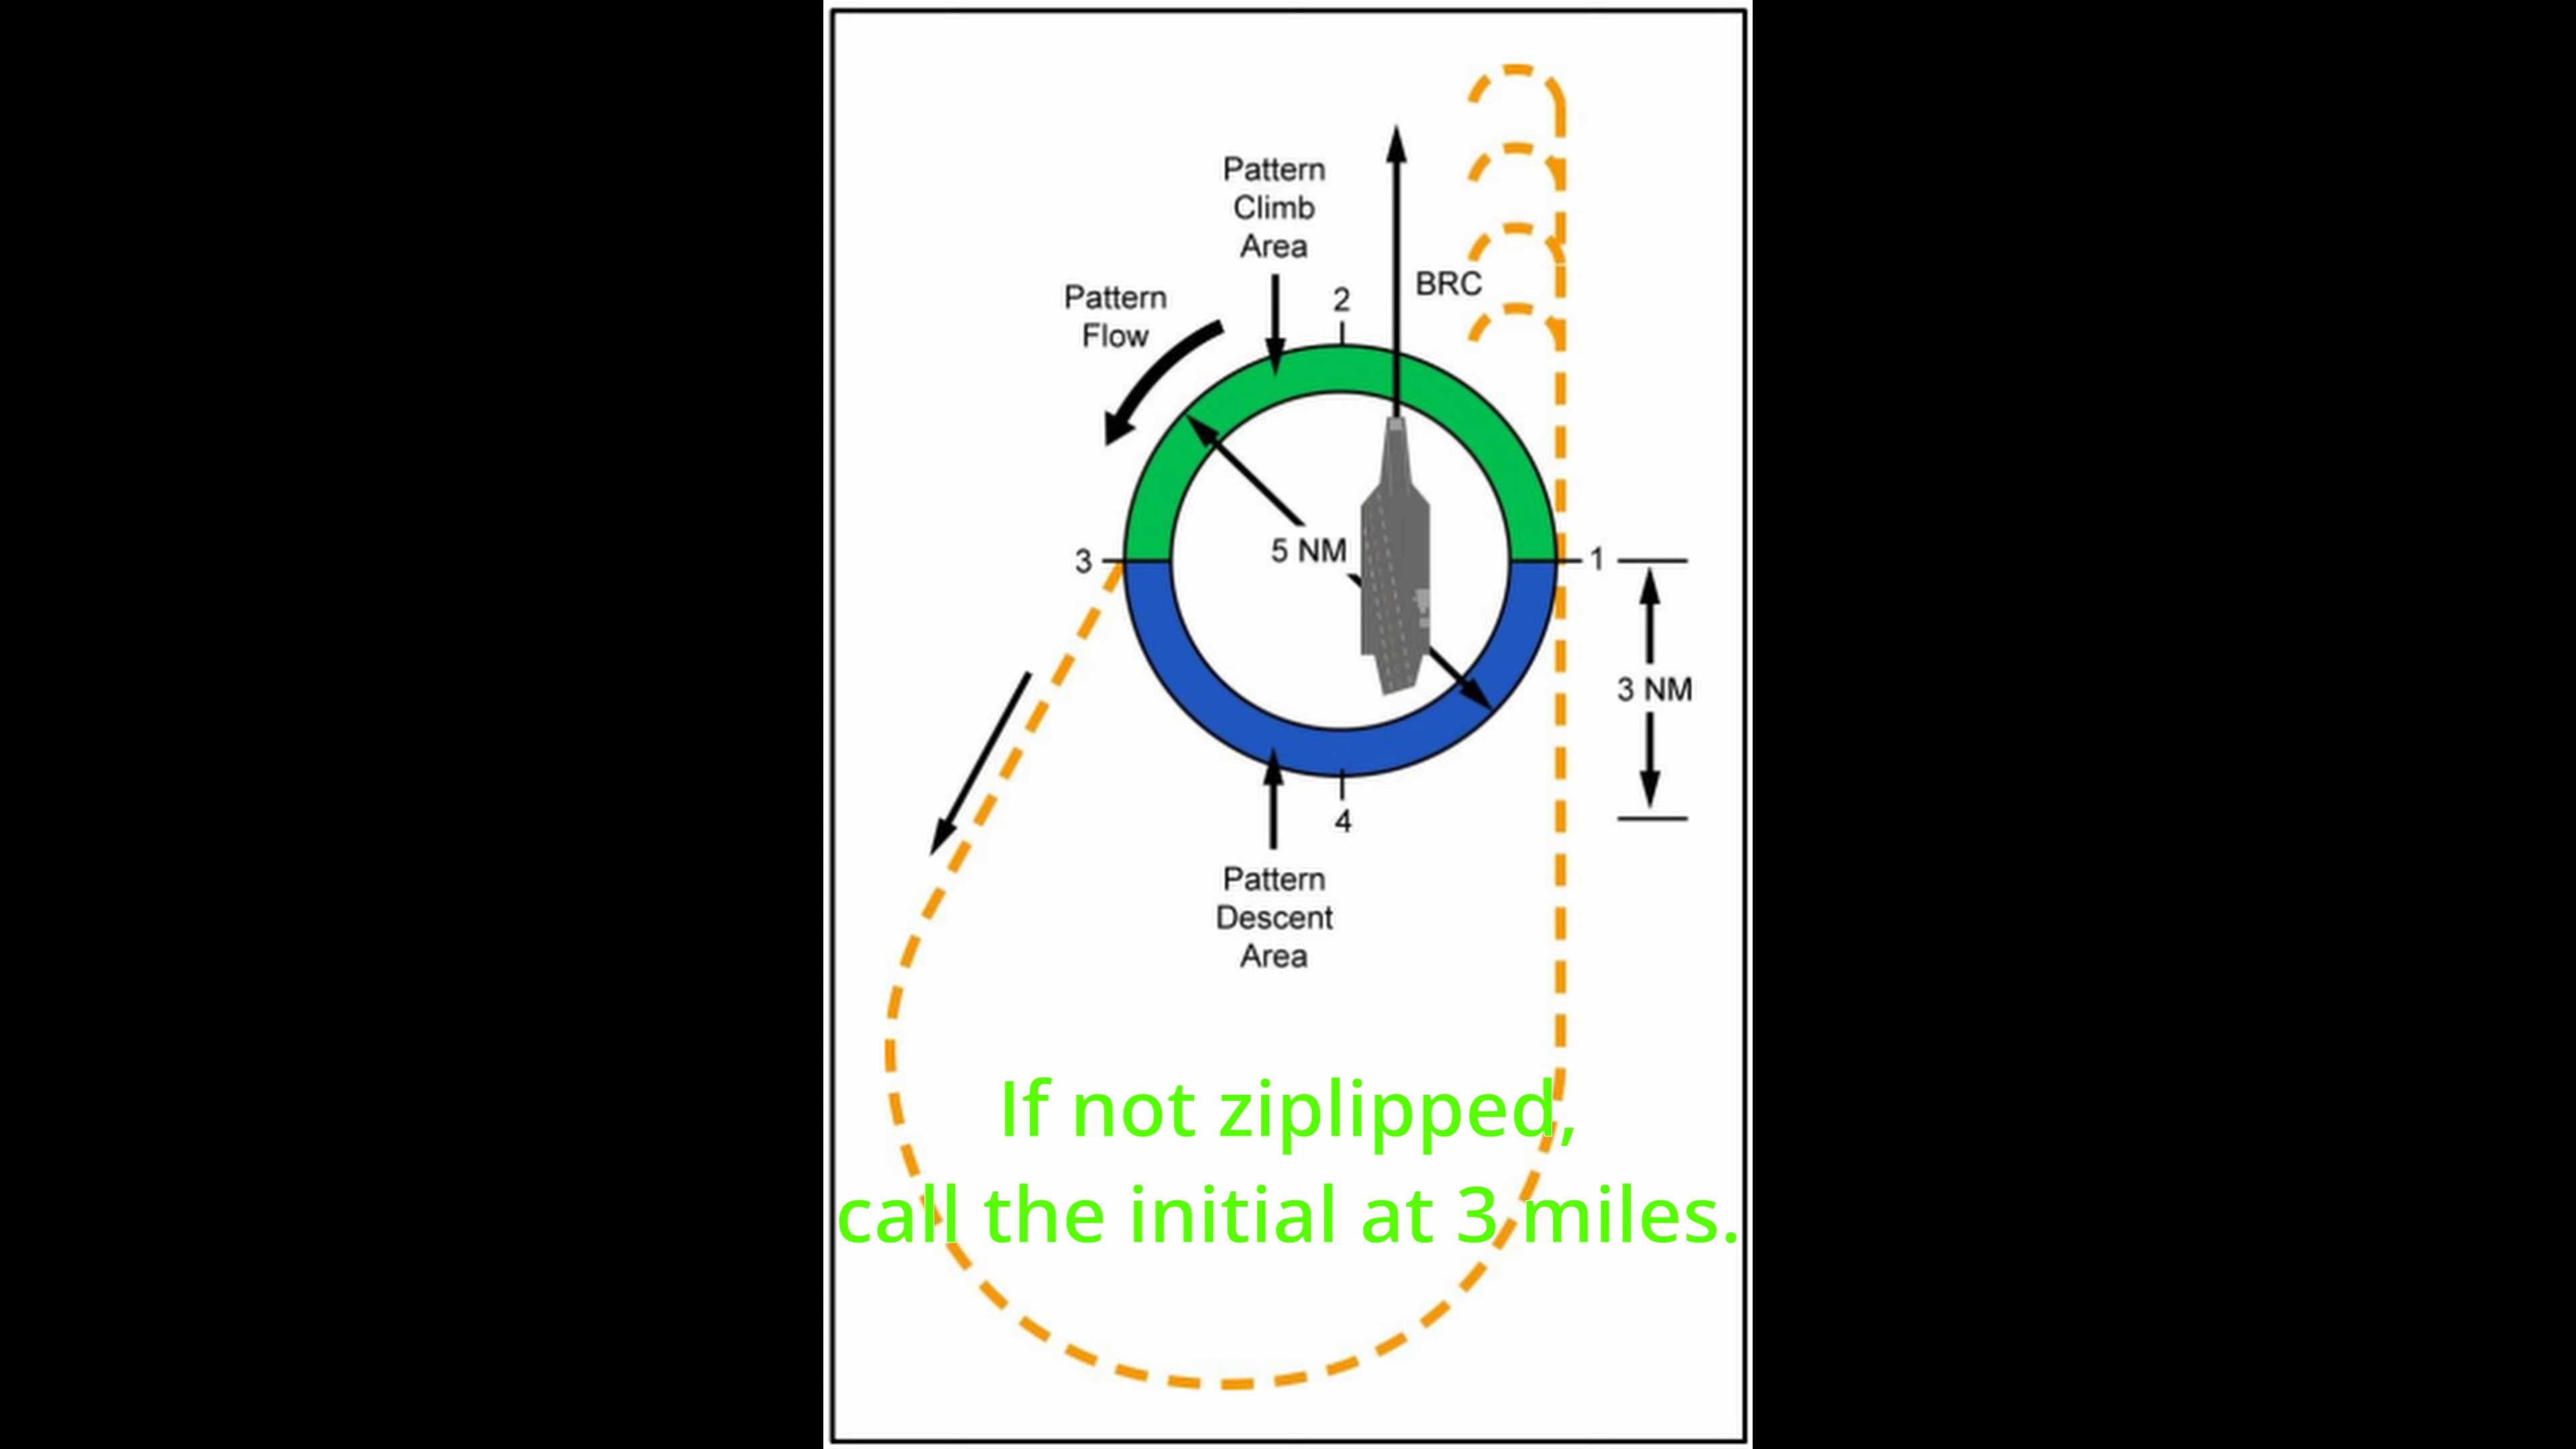 Pattern
Climb
Area
Pattern
Flow
2
BRC
3
5 NM
1
3 NM
4
Pattern
Descent
Area
If not ziplipped,
call the initial at 3 miles.